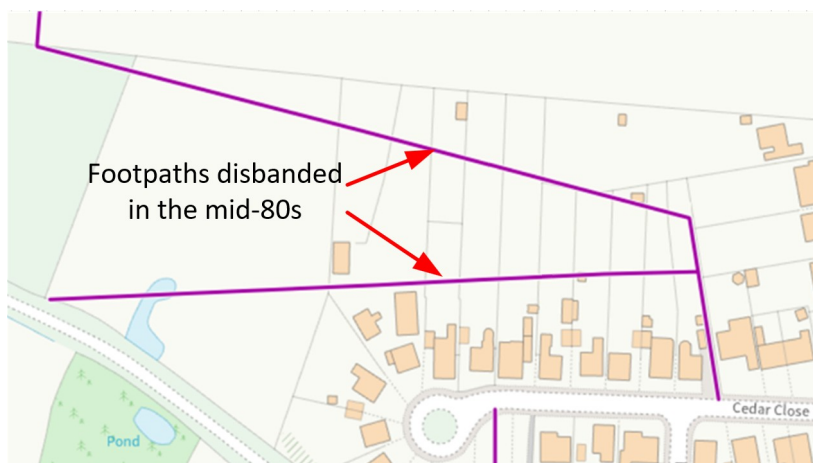 Footpaths disbanded
in the mid-80s
Cedar Close
Pond